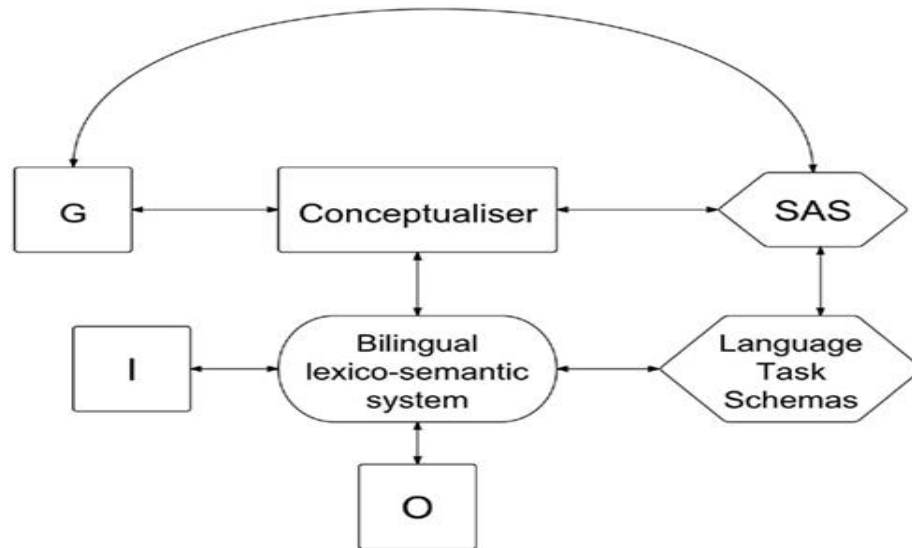 G
Conceptualiser
SAS
I
Bilingual
lexico-semantic
system
Language
Task
Schemas
O